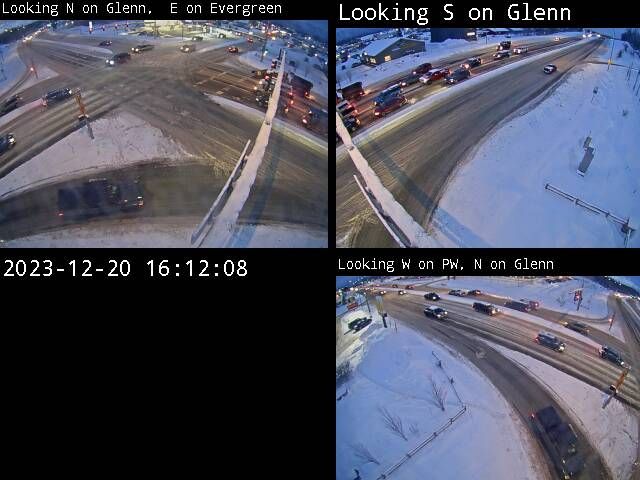 Looking N on Glenn,  E on Evergreen
Looking S on Glenn
2023-12-20 16:12:08
Looking W on PW, N on Glenn